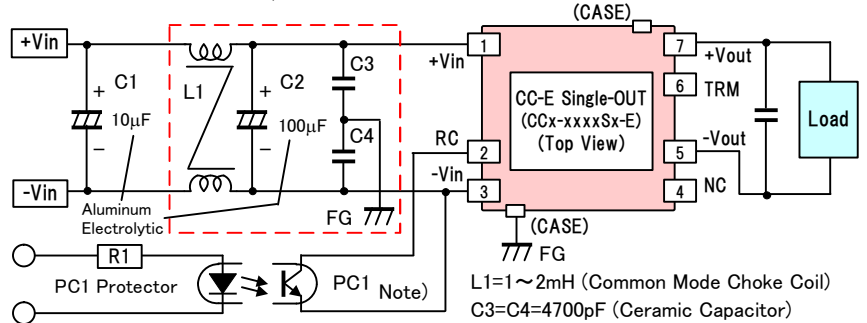 (CASE)
+Vin
1
7
+Vin
+Vout
C3
C1
C2
+
+
L1
6
TRM
CC-E Single-OUT
(CCx-xxxxSx-E)
(Top View)
10μF
100μF
C4
RC
2
5
-Vout
Load
−
−
-Vin
-Vin
3
4
NC
Aluminum
Electrolytic
FG
(CASE)
FG
R1
PC1 Protector
PC1
Note)
L1=1~2mH (Common Mode Choke Coil)
C3=C4=4700pF (Ceramic Capacitor)